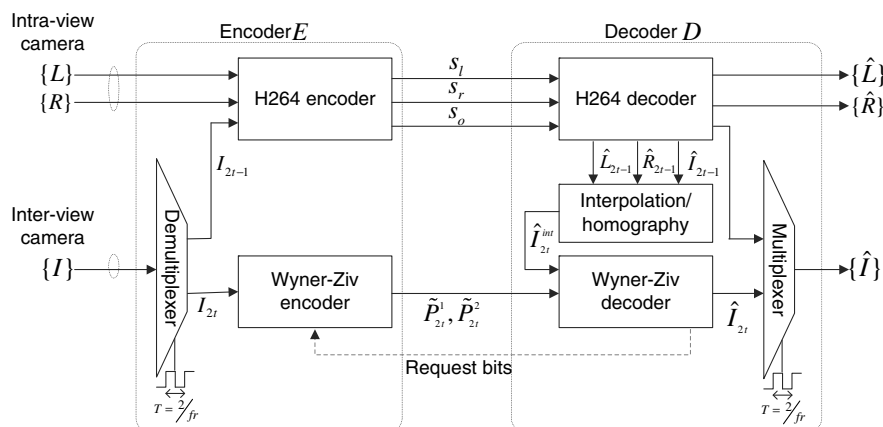 Intra-view
camera
Encoder E
Decoder D
{L}
{R}
H264 encoder
s_l
s_r
s_o
H264 decoder
{L̂}
{R̂}
I_{2t-1}
L̂_{2t-1}
R̂_{2t-1}
Î_{2t-1}
Inter-view
camera
{I}
Demultiplexer
Interpolation/
homography
Î_{2t}^{int}
Multiplexer
{Î}
I_{2t}
Wyner-Ziv
encoder
P̃_{2t}^1, P̃_{2t}^2
Wyner-Ziv
decoder
Î_{2t}
Request bits
T = 2/fr
T = 2/fr